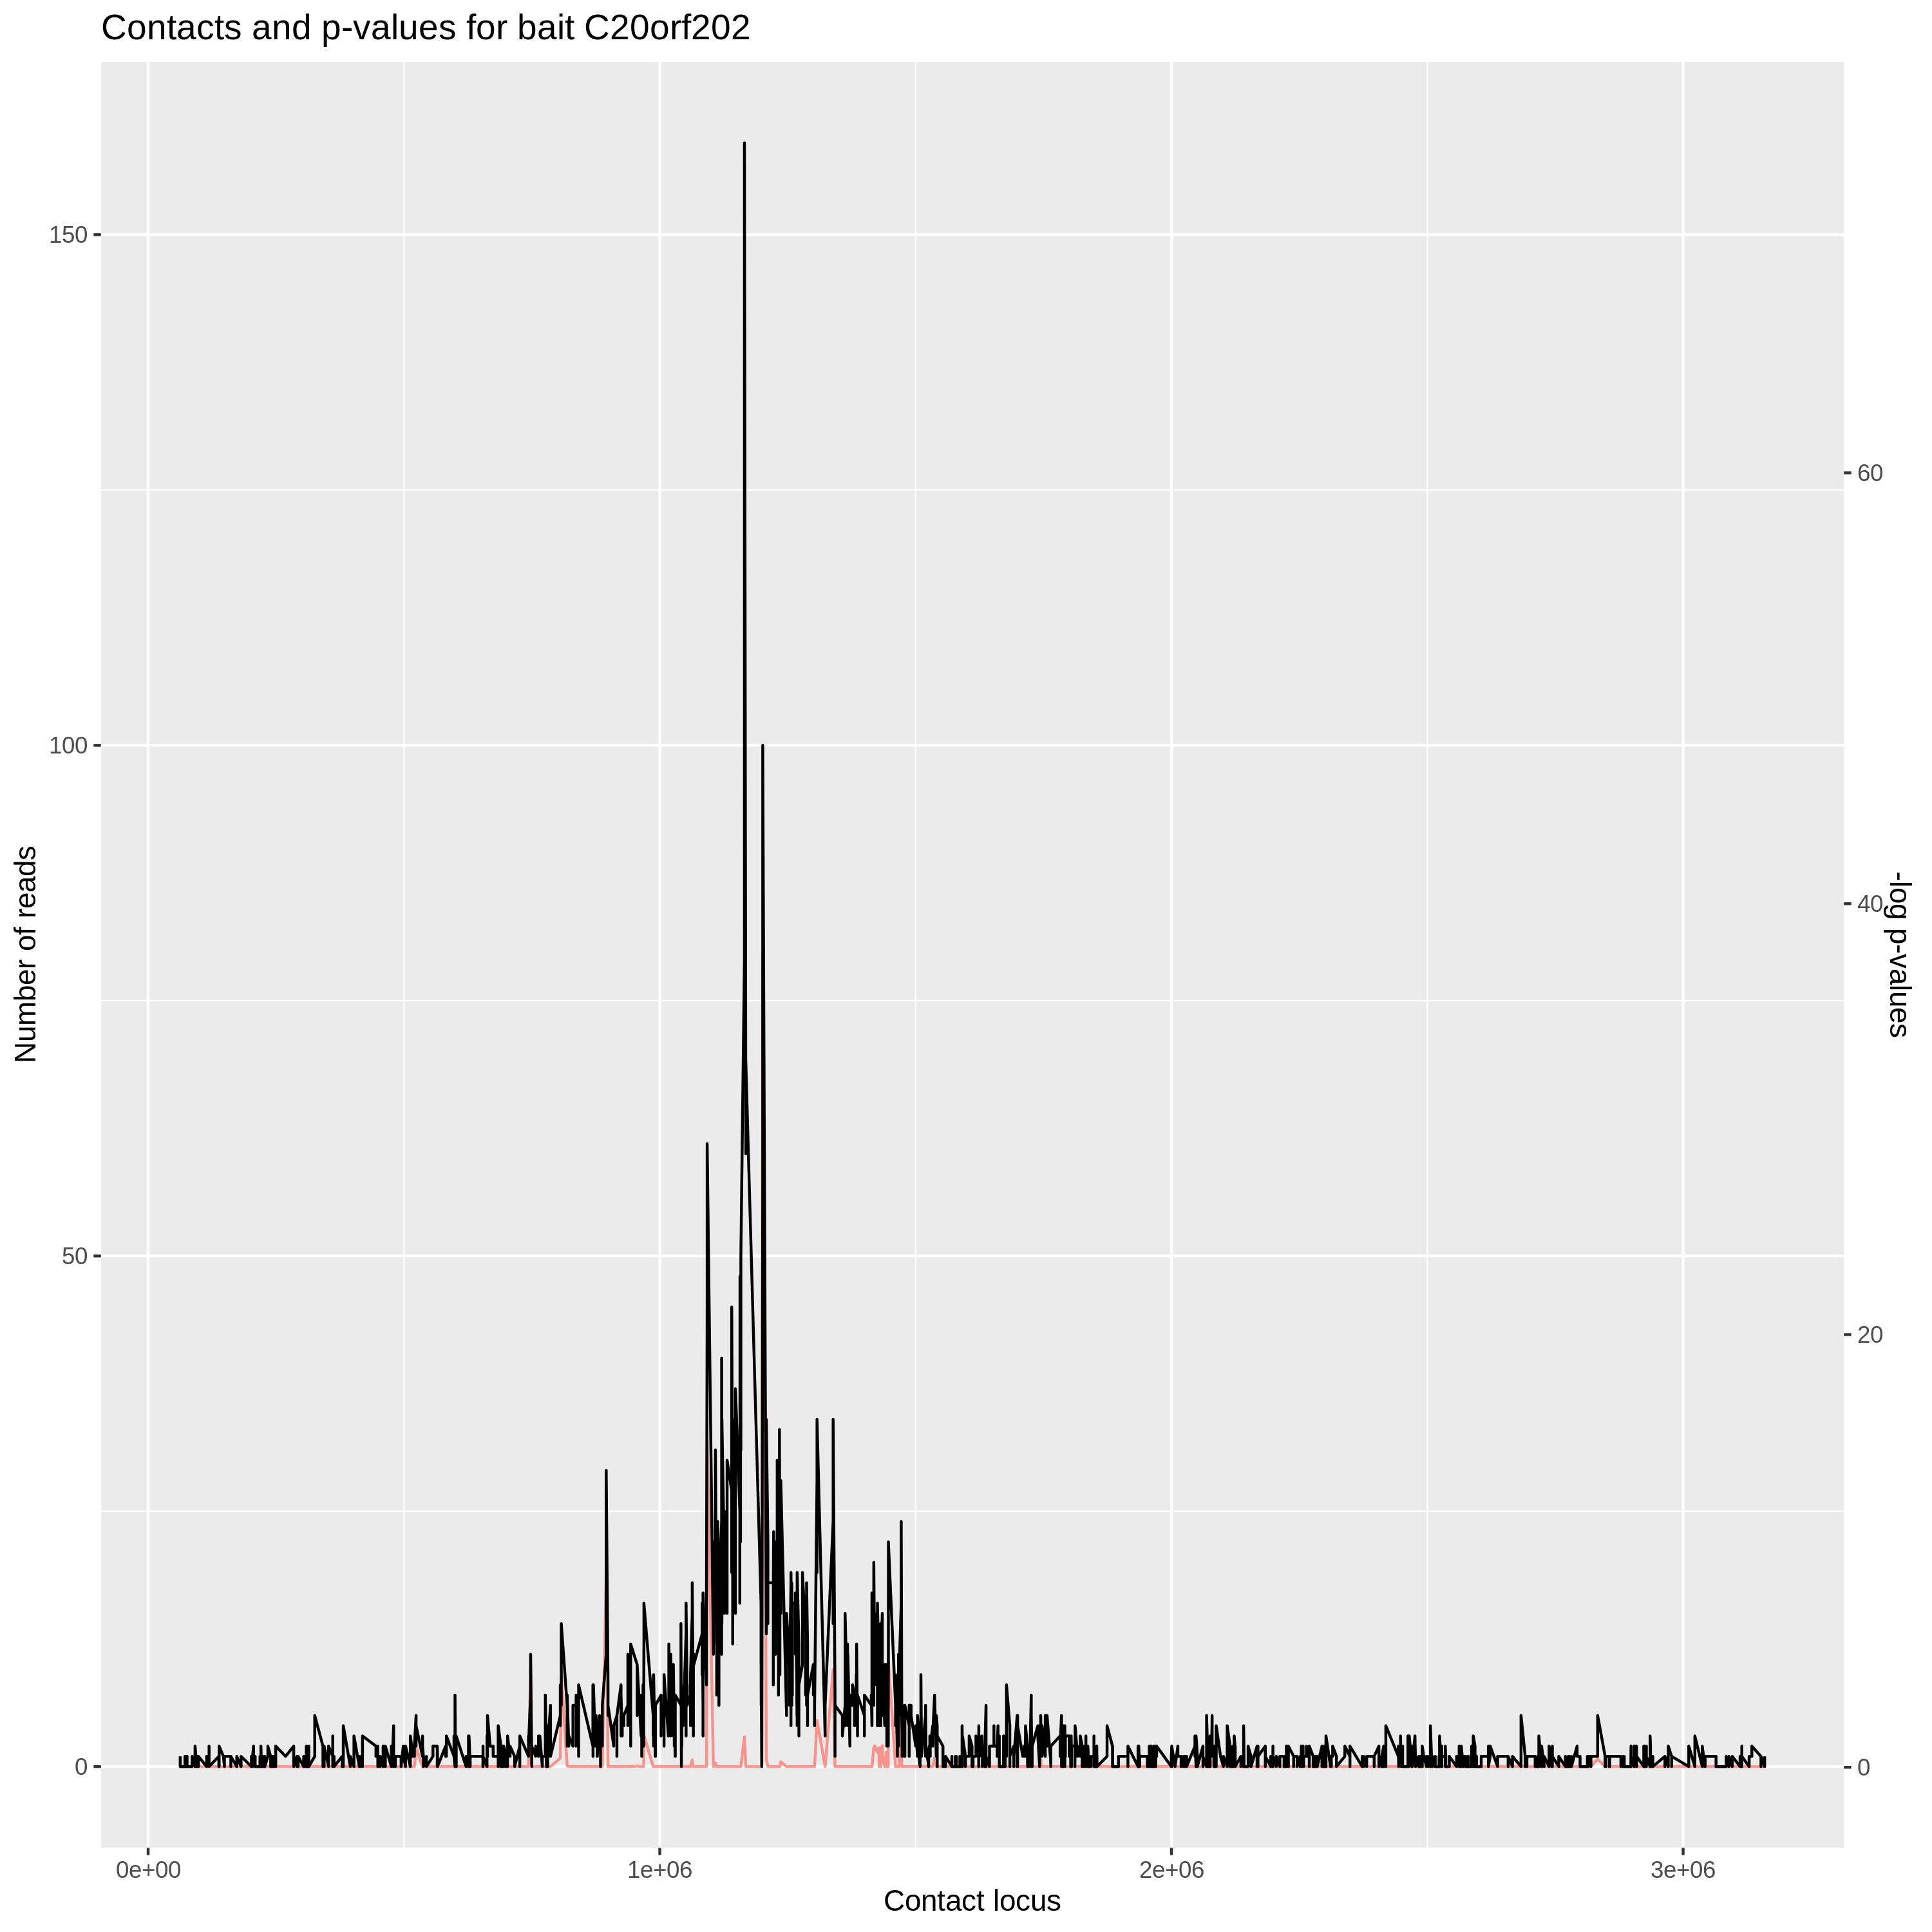 Contacts and p-values for bait C20orf202
150
100
50
0
Number of reads
60
40
20
0
-log p-values
0e+00 1e+06 2e+06 3e+06
Contact locus